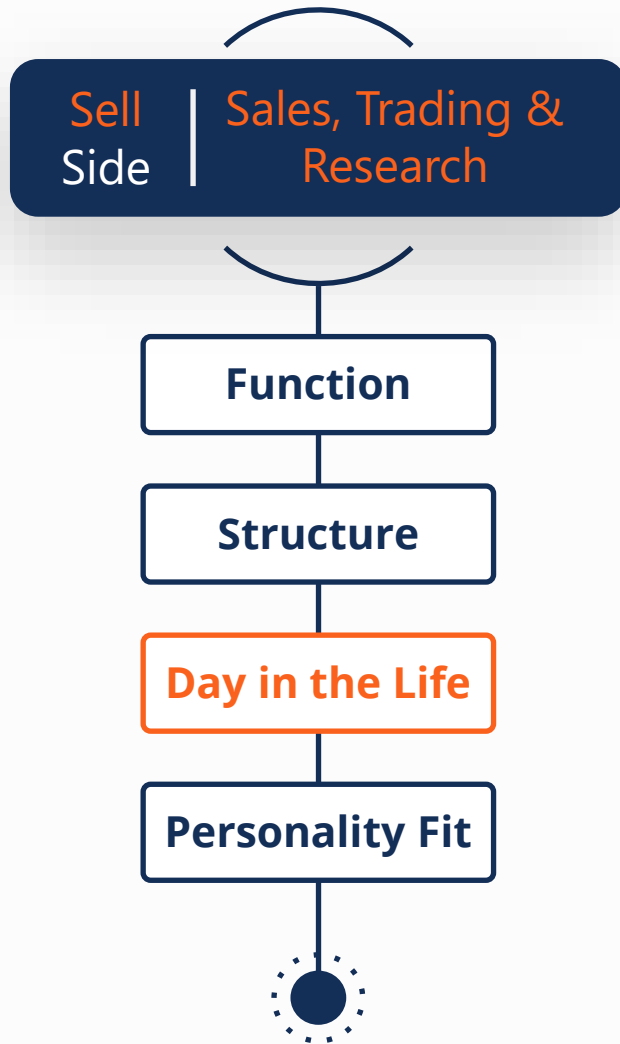 Sell
Side
Sales, Trading &
Research
Function
Structure
Day in the Life
Personality Fit